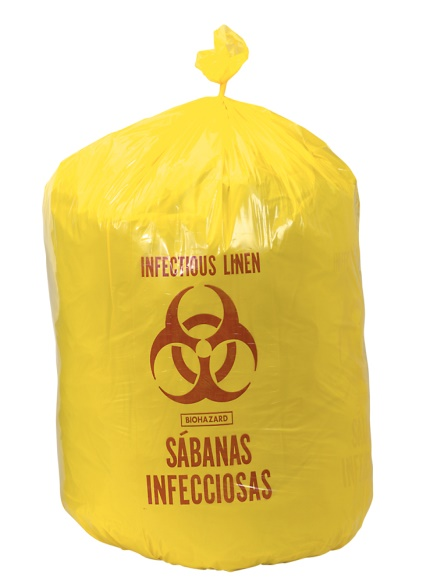 INFECTIOUS LINEN
BIOHAZARD
SÁBANAS
INFECCIOSAS